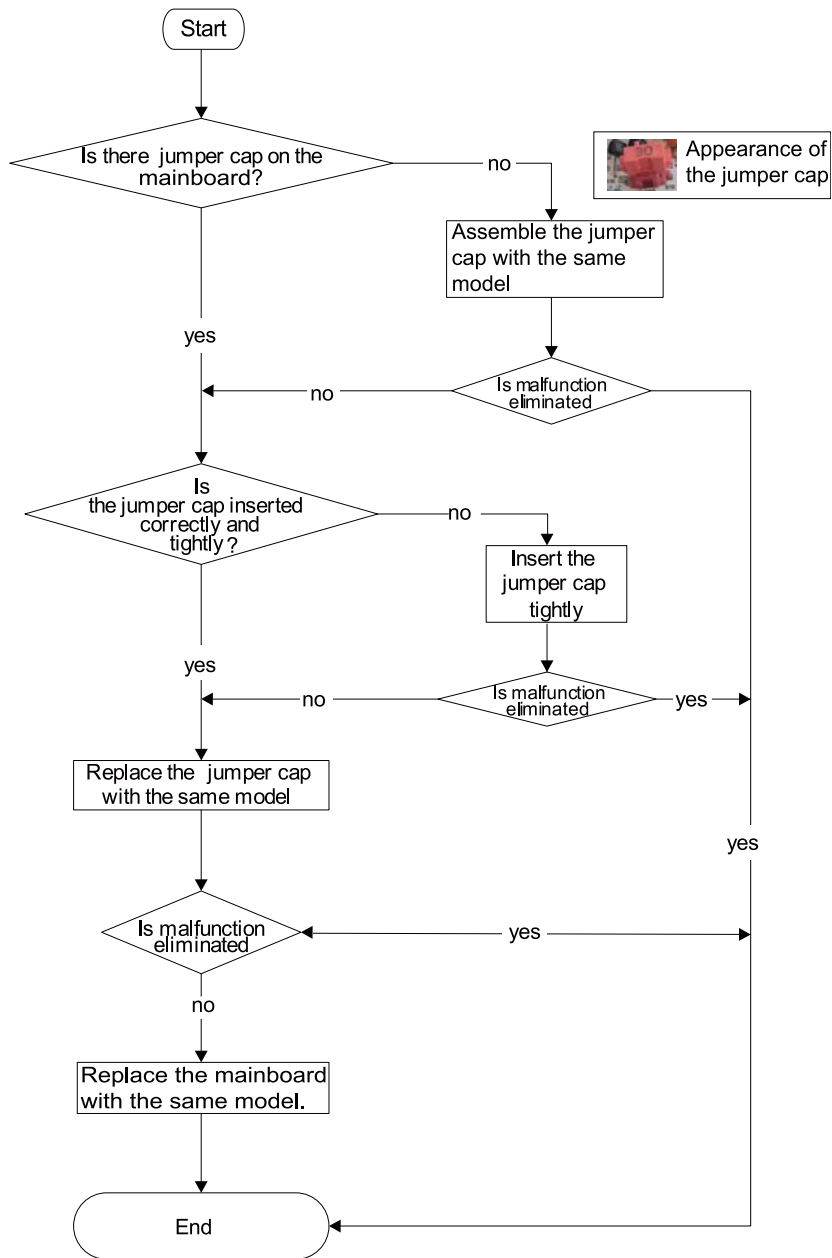 Start
Is there jumper cap on the
mainboard?
no
Appearance of
the jumper cap
Assemble the jumper
cap with the same
model
yes
Is malfunction
eliminated
no
Is
the jumper cap inserted
correctly and
tightly?
no
Insert the
jumper cap
tightly
yes
Is malfunction
eliminated
no
yes
Replace the jumper cap
with the same model
yes
Is malfunction
eliminated
yes
no
Replace the mainboard
with the same model.
End